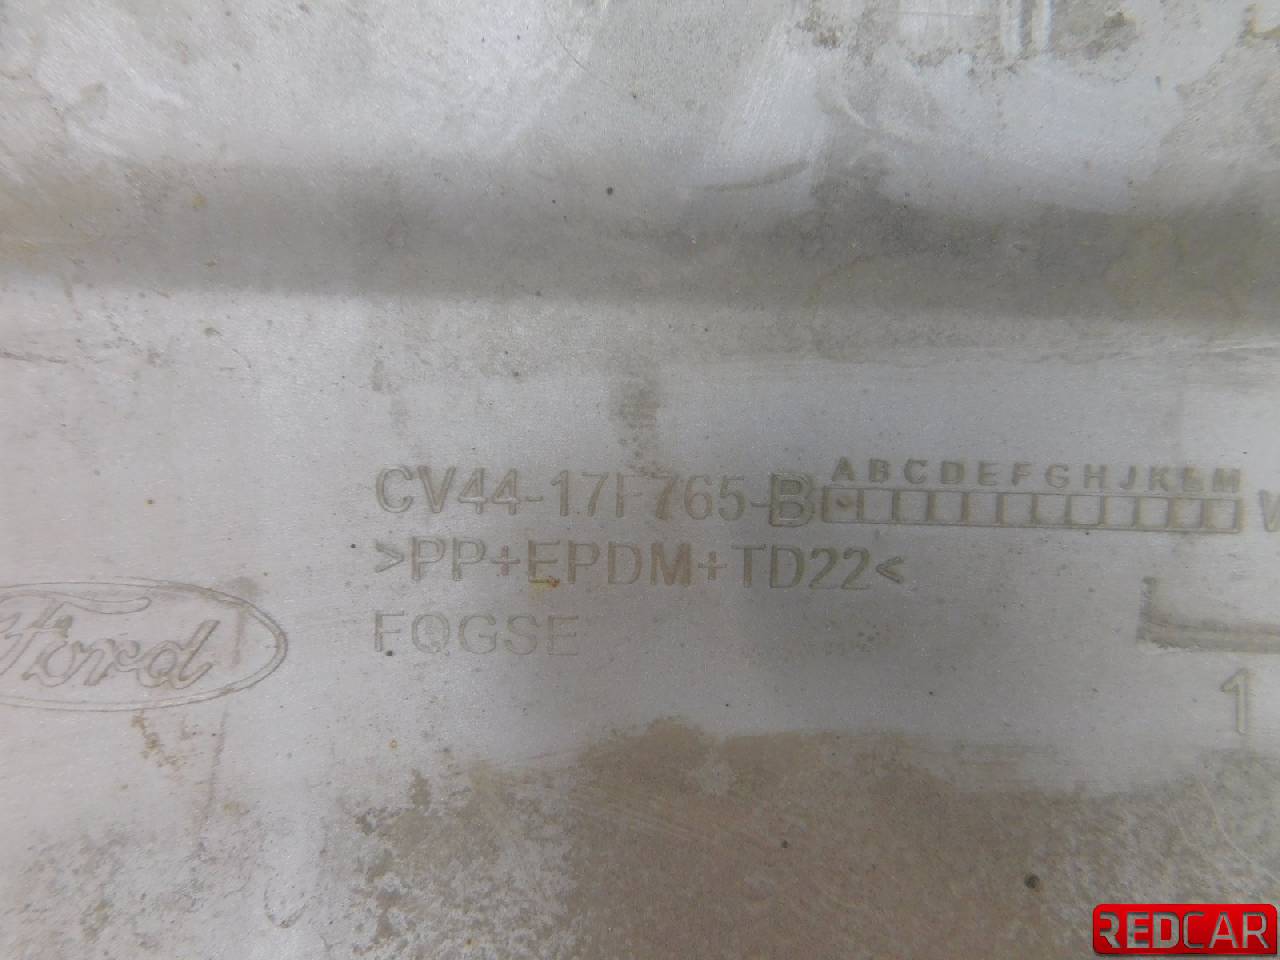 ABCDEFGHJKLM
CV44-17F765-B
>PP+EPDM+TD22<
FQGSE
Ford
1
REDCAR